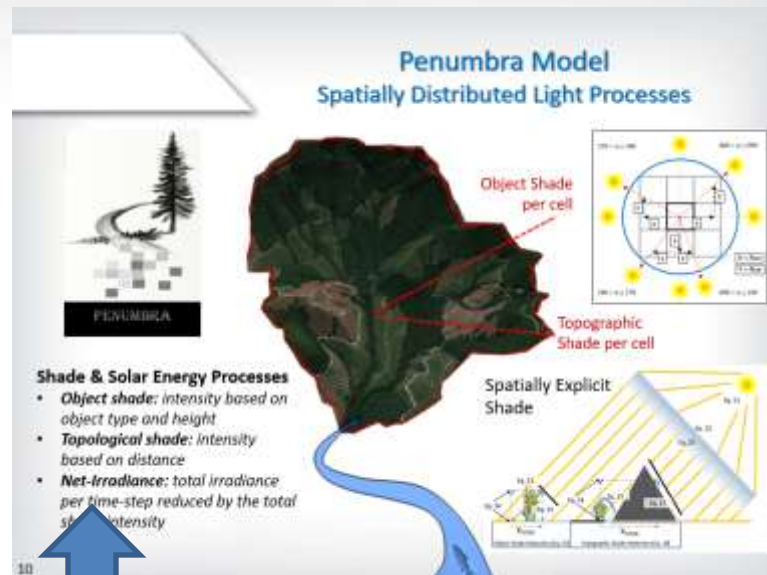 Penumbra Model
Spatially Distributed Light Processes
PENUMBRA
Object Shade
per cell
Topographic
Shade per cell
Shade & Solar Energy Processes
• Object shade: intensity based on
object type and height
• Topological shade: intensity
based on distance
• Net-Irradiance: total irradiance
per time-step reduced by the total
intensity
Spatially Explicit
Shade
10